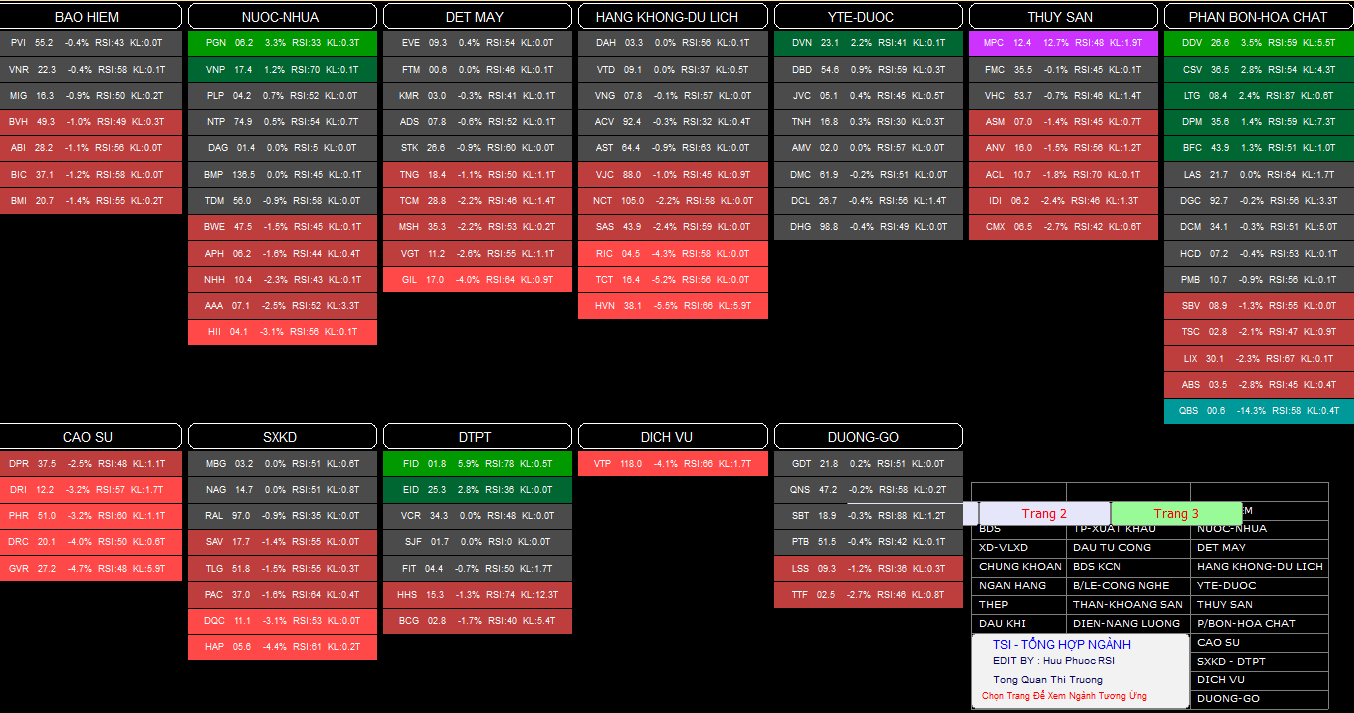 BAO HIEM
PVI 55.2 -0.4% RSI:43 KL:0.0T
VNR 22.3 -0.4% RSI:58 KL:0.1T
MIG 16.3 -0.9% RSI:50 KL:0.2T
BVH 49.3 -1.0% RSI:49 KL:0.3T
ABI 28.2 -1.1% RSI:56 KL:0.0T
BIC 37.1 -1.2% RSI:58 KL:0.0T
BMI 20.7 -1.4% RSI:55 KL:0.2T
NUOC-NHUA
PGN 06.2 3.3% RSI:33 KL:0.3T
VNP 17.4 1.2% RSI:70 KL:0.1T
PLP 04.2 0.7% RSI:52 KL:0.0T
NTP 74.9 0.5% RSI:54 KL:0.7T
DAG 01.4 0.0% RSI:5 KL:0.0T
BMP 136.5 0.0% RSI:45 KL:0.1T
TDM 56.0 -0.9% RSI:58 KL:0.0T
BWE 47.5 -1.5% RSI:45 KL:0.1T
APH 06.2 -1.6% RSI:44 KL:0.4T
NHH 10.4 -2.3% RSI:43 KL:0.1T
AAA 07.1 -2.5% RSI:52 KL:3.3T
HII 04.1 -3.1% RSI:56 KL:0.1T
DET MAY
EVE 09.3 0.4% RSI:54 KL:0.0T
FTM 00.6 0.0% RSI:46 KL:0.1T
KMR 03.0 -0.3% RSI:41 KL:0.1T
ADS 07.8 -0.6% RSI:52 KL:0.1T
STK 26.6 -0.9% RSI:60 KL:0.0T
TNG 18.4 -1.1% RSI:50 KL:1.1T
TCM 28.8 -2.2% RSI:46 KL:1.4T
MSH 35.3 -2.2% RSI:53 KL:0.2T
VGT 11.2 -2.6% RSI:55 KL:1.1T
GIL 17.0 -4.0% RSI:64 KL:0.9T
HANG KHONG-DU LICH
DAH 03.3 0.0% RSI:56 KL:0.1T
VTD 09.1 0.0% RSI:37 KL:0.5T
VNG 07.8 -0.1% RSI:57 KL:0.0T
ACV 92.4 -0.3% RSI:32 KL:0.4T
AST 64.4 -0.9% RSI:63 KL:0.0T
VJC 88.0 -1.0% RSI:45 KL:0.9T
NCT 105.0 -2.2% RSI:58 KL:0.0T
SAS 43.9 -2.4% RSI:59 KL:0.0T
RIC 04.5 -4.3% RSI:58 KL:0.0T
TCT 16.4 -5.2% RSI:56 KL:0.0T
HVN 38.1 -5.5% RSI:66 KL:5.9T
YTE-DUOC
DVN 23.1 2.2% RSI:41 KL:0.1T
DBD 54.6 0.9% RSI:59 KL:0.3T
JVC 05.1 0.4% RSI:45 KL:0.5T
TNH 16.8 0.3% RSI:30 KL:0.3T
AMV 02.0 0.0% RSI:57 KL:0.0T
DMC 61.9 -0.2% RSI:51 KL:0.0T
DCL 26.7 -0.4% RSI:56 KL:1.4T
DHG 98.8 -0.4% RSI:49 KL:0.0T
THUY SAN
MPC 12.4 12.7% RSI:48 KL:1.9T
FMC 35.5 -0.1% RSI:45 KL:0.1T
VHC 53.7 -0.7% RSI:46 KL:1.4T
ASM 07.0 -1.4% RSI:45 KL:0.7T
ANV 16.0 -1.5% RSI:56 KL:1.2T
ACL 10.7 -1.8% RSI:70 KL:0.1T
IDI 06.2 -2.4% RSI:46 KL:1.3T
CMX 06.5 -2.7% RSI:42 KL:0.6T
PHAN BON-HOA CHAT
DDV 26.6 3.5% RSI:59 KL:5.5T
CSV 36.5 2.8% RSI:54 KL:4.3T
LTG 08.4 2.4% RSI:87 KL:0.6T
DPM 35.6 1.4% RSI:59 KL:7.3T
BFC 43.9 1.3% RSI:51 KL:1.0T
LAS 21.7 0.0% RSI:64 KL:1.7T
DGC 92.7 -0.2% RSI:56 KL:3.3T
DCM 34.1 -0.3% RSI:51 KL:5.0T
HCD 07.2 -0.4% RSI:53 KL:0.1T
PMB 10.7 -0.9% RSI:56 KL:0.1T
SBV 08.9 -1.3% RSI:55 KL:0.0T
TSC 02.8 -2.1% RSI:47 KL:0.9T
LIX 30.1 -2.3% RSI:67 KL:0.1T
ABS 03.5 -2.8% RSI:45 KL:0.4T
QBS 00.6 -14.3% RSI:58 KL:0.4T
CAO SU
DPR 37.5 -2.5% RSI:48 KL:1.1T
DRI 12.2 -3.2% RSI:57 KL:1.7T
PHR 51.0 -3.2% RSI:60 KL:1.1T
DRC 20.1 -4.0% RSI:50 KL:0.6T
GVR 27.2 -4.7% RSI:48 KL:5.9T
SXKD
MBG 03.2 0.0% RSI:51 KL:0.6T
NAG 14.7 0.0% RSI:51 KL:0.8T
RAL 97.0 -0.9% RSI:35 KL:0.0T
SAV 17.7 -1.4% RSI:55 KL:0.0T
TLG 51.8 -1.5% RSI:55 KL:0.3T
PAC 37.0 -1.6% RSI:64 KL:0.4T
DQC 11.1 -3.1% RSI:53 KL:0.0T
HAP 05.6 -4.4% RSI:61 KL:0.2T
DTPT
FID 01.8 5.9% RSI:78 KL:0.5T
EID 25.3 2.8% RSI:36 KL:0.0T
VCR 34.3 0.0% RSI:48 KL:0.0T
SJF 01.7 0.0% RSI:0 KL:0.0T
FIT 04.4 -0.7% RSI:50 KL:1.7T
HHS 15.3 -1.3% RSI:74 KL:12.3T
BCG 02.8 -1.7% RSI:40 KL:5.4T
DICH VU
VTP 118.0 -4.1% RSI:66 KL:1.7T
DUONG-GO
GDT 21.8 0.2% RSI:51 KL:0.0T
QNS 47.2 -0.2% RSI:58 KL:0.2T
SBT 18.9 -0.3% RSI:88 KL:1.2T
PTB 51.5 -0.4% RSI:42 KL:0.1T
LSS 09.3 -1.2% RSI:36 KL:0.3T
TTF 02.5 -2.7% RSI:46 KL:0.8T
Trang 2 Trang 3 EM
BDS TP-XUAT KHAU NUOC-NHUA
XD-VLXD DAU TU CONG DET MAY
CHUNG KHOAN BDS KCN HANG KHONG-DU LICH
NGAN HANG B/LE-CONG NGHE YTE-DUOC
THEP THAN-KHOANG SAN THUY SAN
DAU KHI DIEN-NANG LUONG P/BON-HOA CHAT
CAO SU
SXKD - DTPT
DICH VU
DUONG-GO
TSI - TỔNG HỢP NGÀNH
EDIT BY : Huu Phuoc RSI
Tong Quan Thi Truong
Chọn Trang Để Xem Ngành Tương Ứng